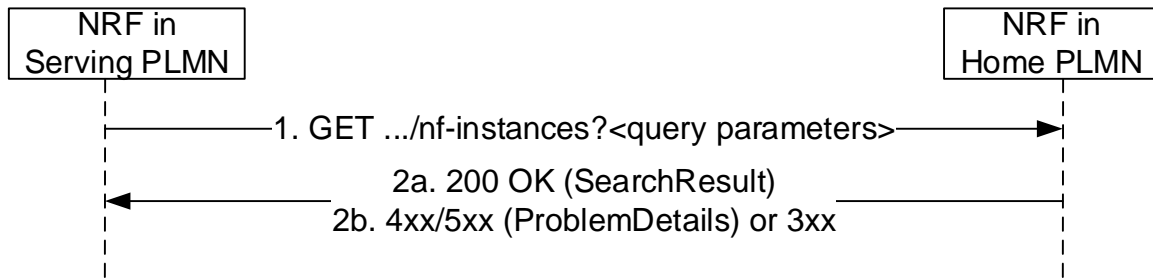 NRF in
Serving PLMN
NRF in
Home PLMN
1. GET .../nf-instances?<query parameters>
2a. 200 OK (SearchResult)
2b. 4xx/5xx (ProblemDetails) or 3xx